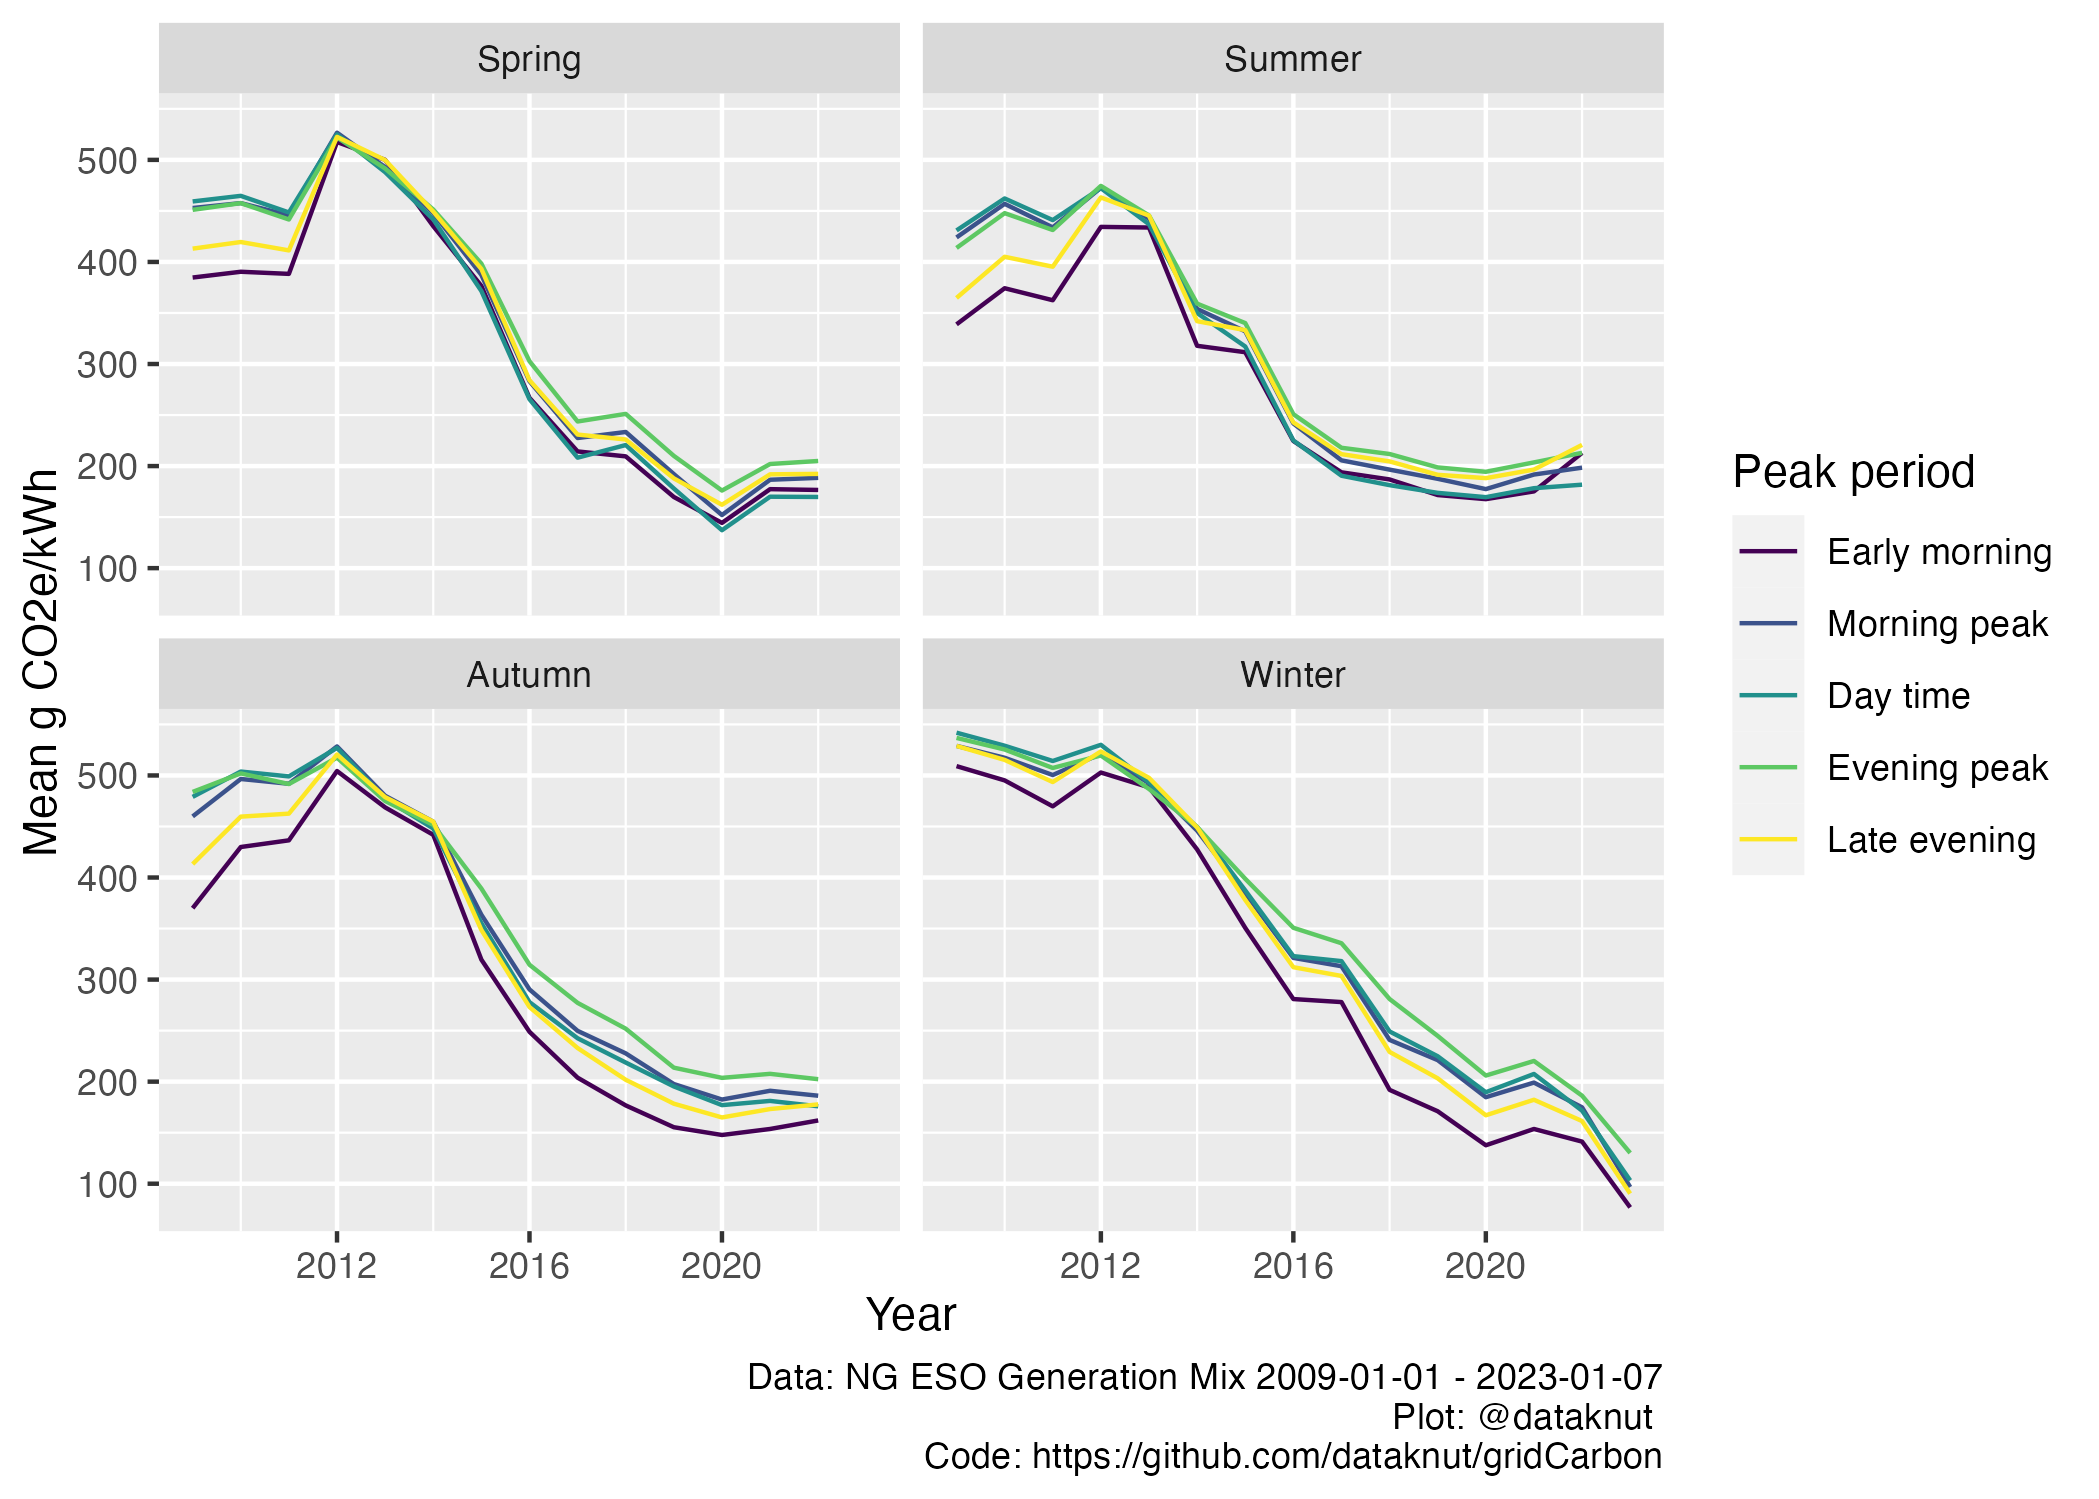 Spring
Summer
500
400
300
200
100
Autumn
Winter
500
400
300
200
100
2012
2016
2020
2012
2016
2020
Mean g CO2e/kWh
Year
Peak period
Early morning
Morning peak
Day time
Evening peak
Late evening
Data: NG ESO Generation Mix 2009-01-01 - 2023-01-07
Plot: @dataknut
Code: https://github.com/dataknut/gridCarbon